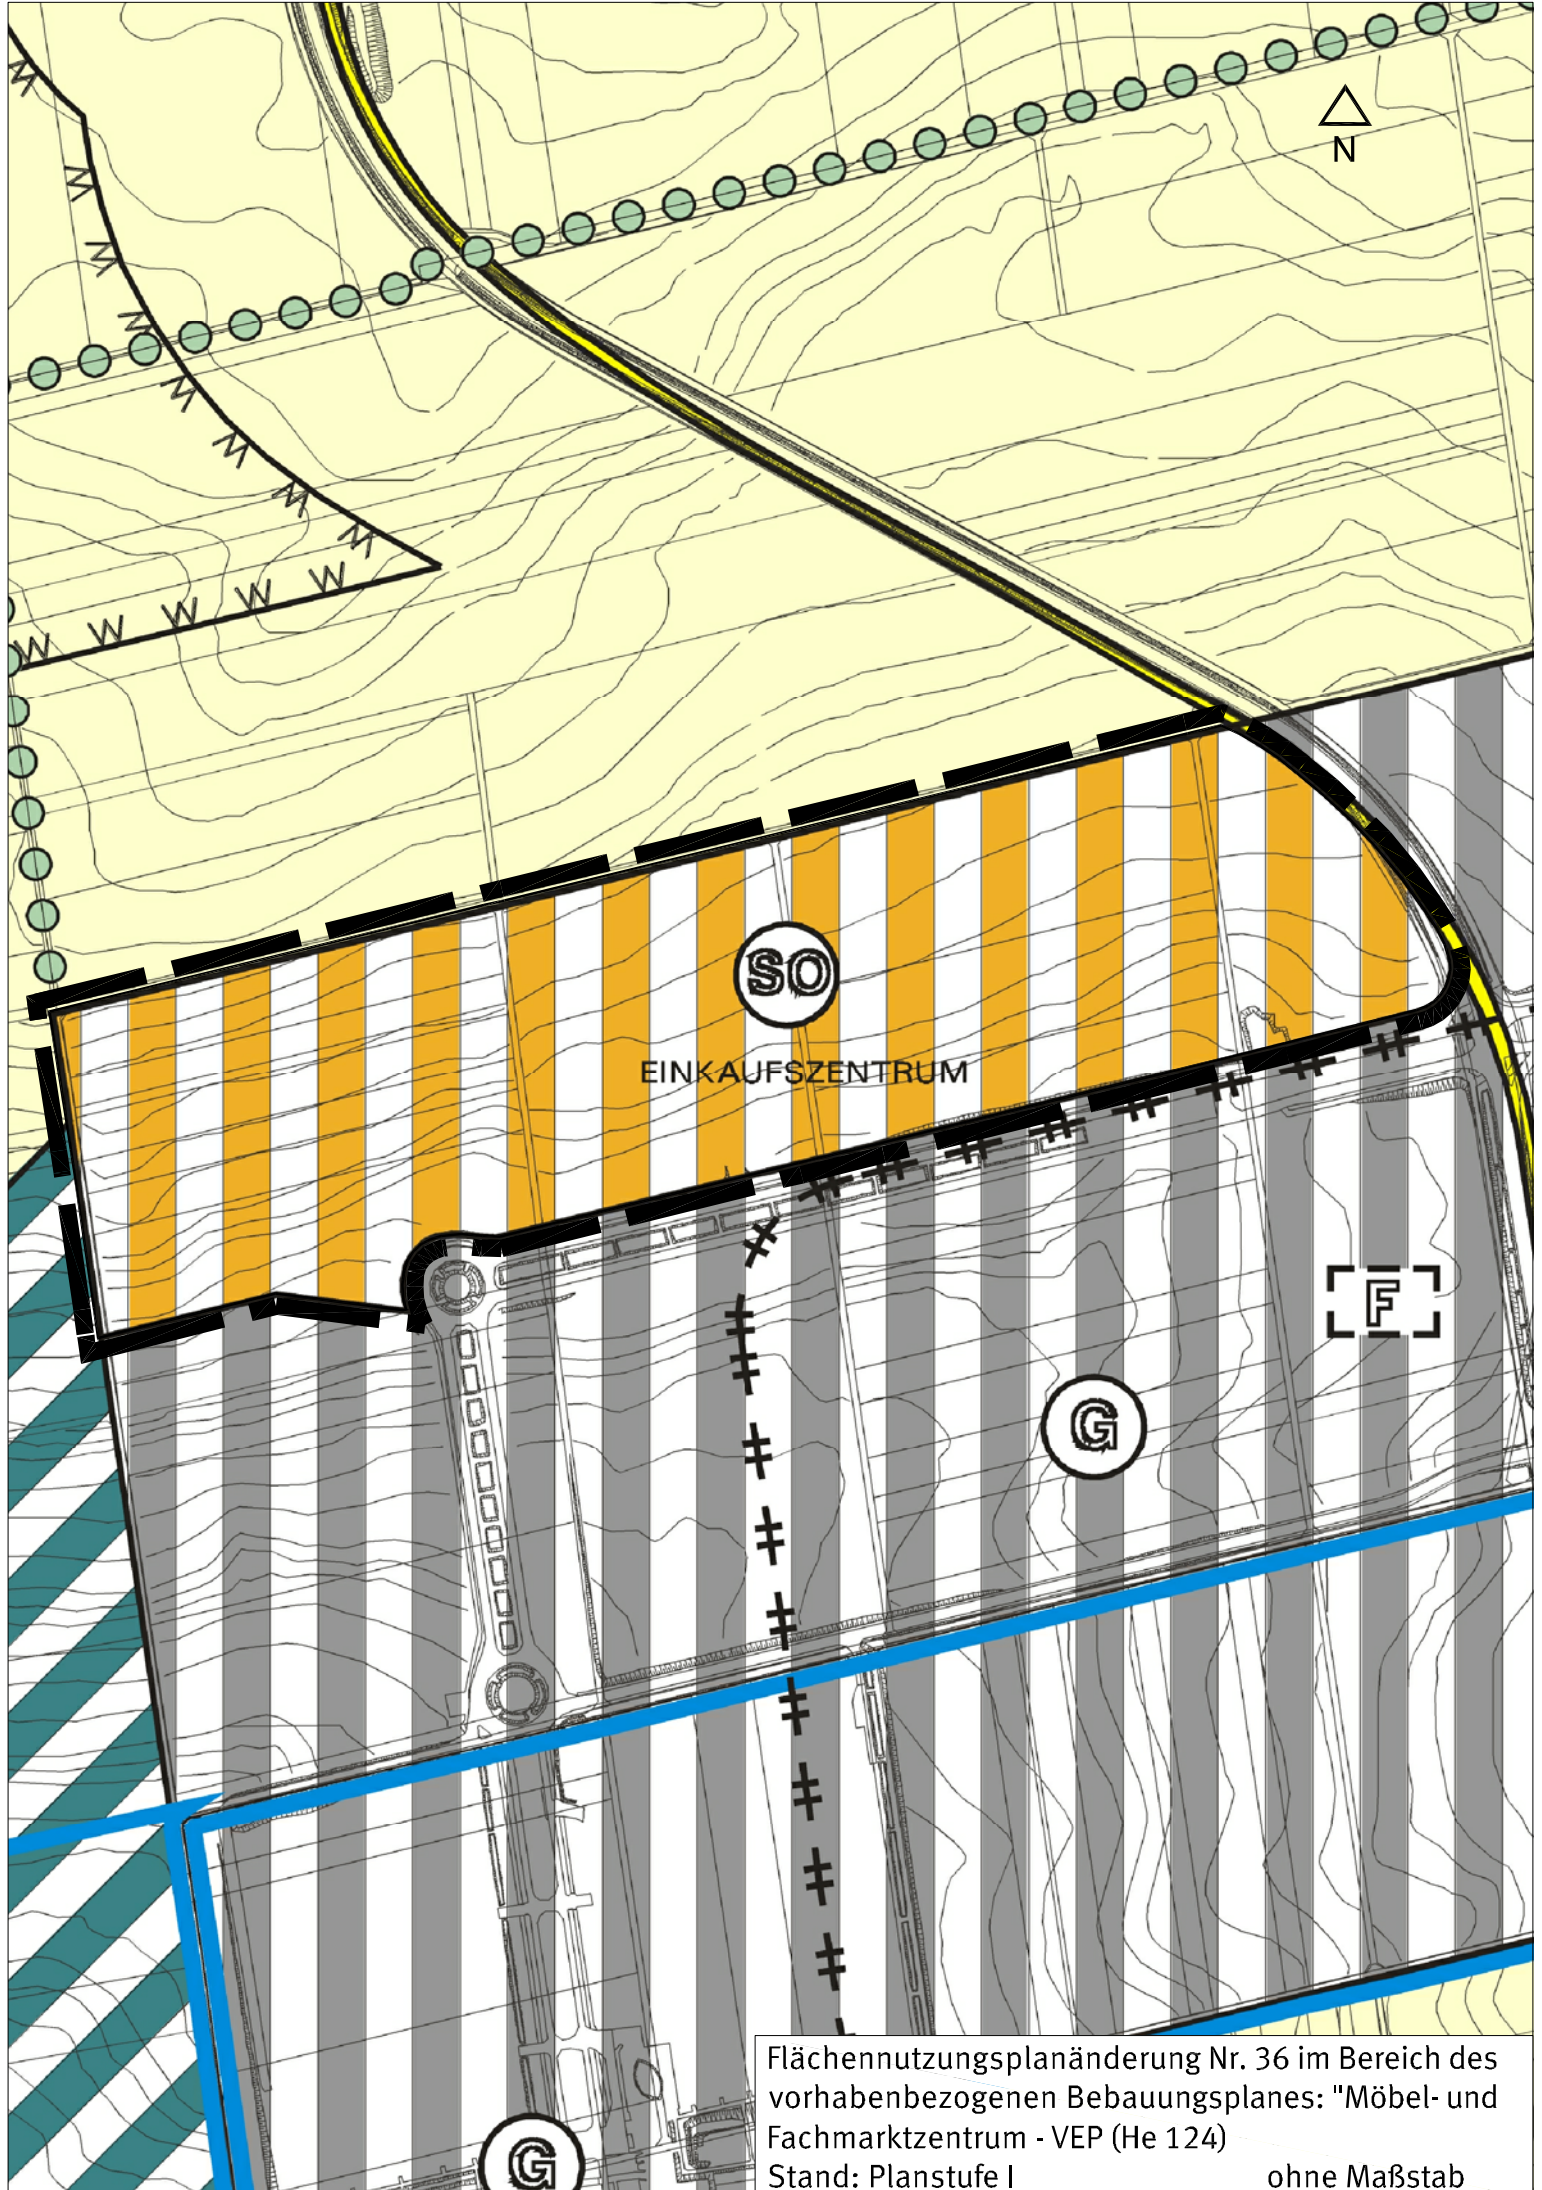 N
W
W
W
W
W
W
W
W
W
W
W
W
W
SO
EINKAUFSZENTRUM
F
G
G
Flächennutzungsplanänderung Nr. 36 im Bereich des
vorhabenbezogenen Bebauungsplanes: "Möbel- und
Fachmarktzentrum - VEP (He 124)
Stand: Planstufe I ohne Maßstab